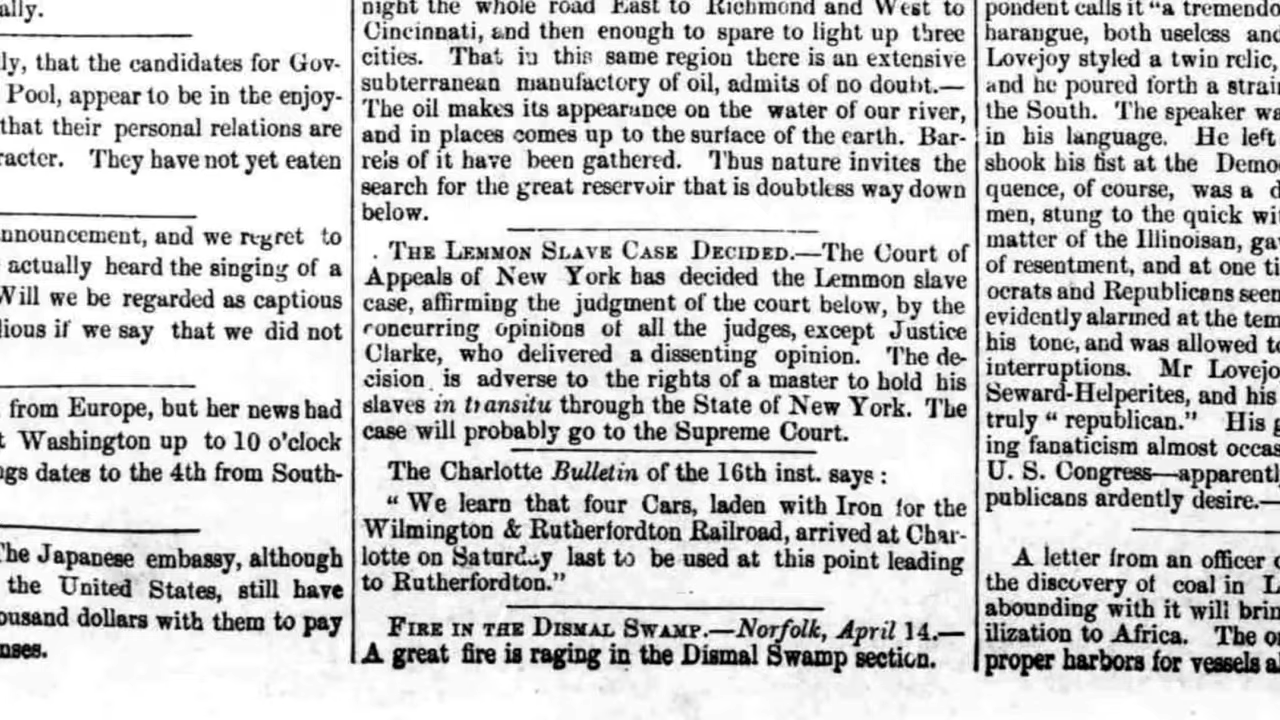 ally.
ly, that the candidates for Gov-
Pool, appear to be in the enjoy-
that their personal relations are
racter. They have not yet eaten
nnouncement, and we regret to
actually heard the singing of a
Will we be regarded as captious
lious if we say that we did not
from Europe, but her news had
t Washington up to 10 o'clock
ngs dates to the 4th from South-
The Japanese embassy, although
the United States, still have
ousand dollars with them to pay
nses.
night the whole road East to Richmond and West to
Cincinnati, and then enough to spare to light up three
cities. That in this same region there is an extensive
subterranean manufactory of oil, admits of no doubt.—
The oil makes its appearance on the water of our river,
and in places comes up to the surface of the earth. Bar-
rels of it have been gathered. Thus nature invites the
search for the great reservoir that is doubtless way down
below.
THE LEMMON SLAVE CASE DECIDED.—The Court of
Appeals of New York has decided the Lemmon slave
case, affirming the judgment of the court below, by the
concurring opinions of all the judges, except Justice
Clarke, who delivered a dissenting opinion. The de-
cision is adverse to the rights of a master to hold his
slaves in transitu through the State of New York. The
case will probably go to the Supreme Court.
The Charlotte Bulletin of the 16th inst. says :
" We learn that four Cars, laden with Iron for the
Wilmington & Rutherfordton Railroad, arrived at Char-
lotte on Saturday last to be used at this point leading
to Rutherfordton."
FIRE IN THE DISMAL SWAMP.—Norfolk, April 14.—
A great fire is raging in the Dismal Swamp section.
pondent calls it "a tremendo
harangue, both useless and
Lovejoy styled a twin relic,
and he poured forth a strai
the South. The speaker wa
in his language. He left
shook his fist at the Demo
quence, of course, was a d
men, stung to the quick wi
matter of the Illinoisan, ga
of resentment, and at one ti
ocrats and Republicans seem
evidently alarmed at the tem
his tone, and was allowed to
interruptions. Mr Lovejo
Seward-Helperites, and his
truly " republican." His g
ing fanaticism almost occas
U. S. Congress—apparentl
publicans ardently desire.—
A letter from an officer o
the discovery of coal in L
abounding with it will brin
ilization to Africa. The op
proper harbors for vessels al